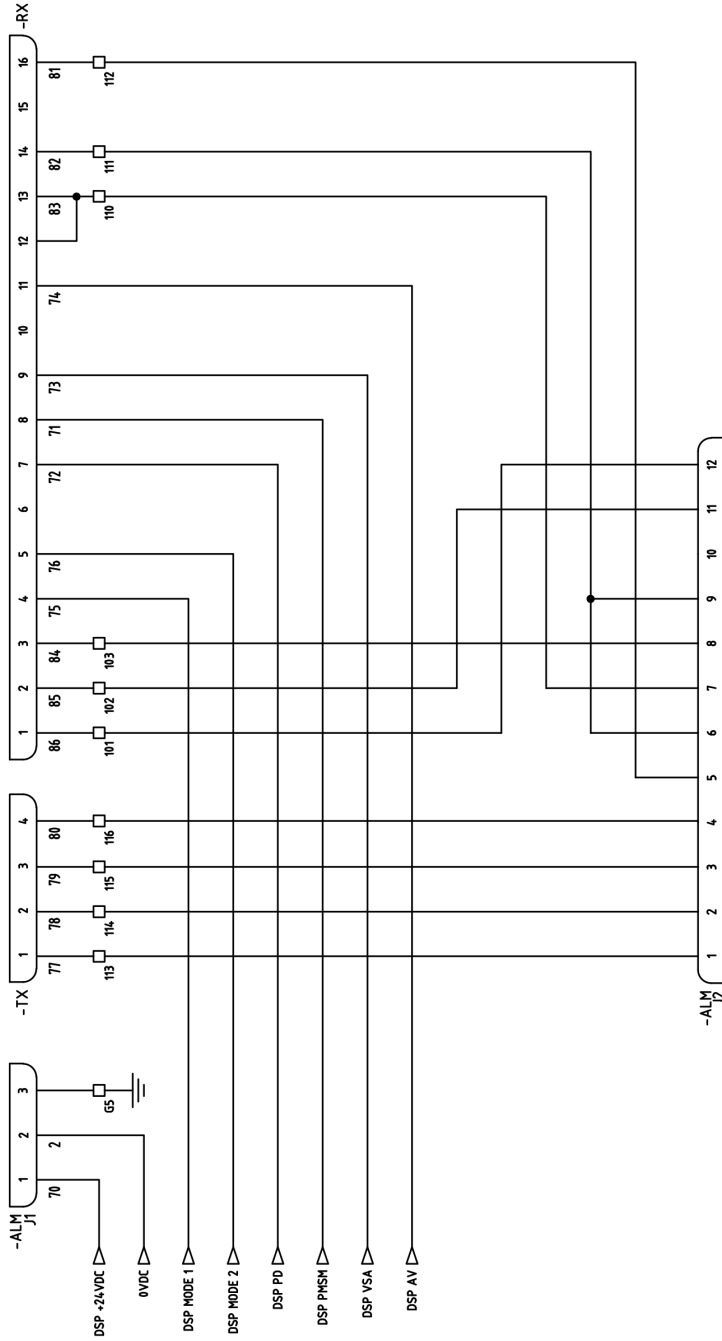 -ALM
J1
1 2 3
70 2
G5
-TX
1 2 3 4
77 78 79 80
113 114 115 116
-RX
1 2 3 4 5 6 7 8 9 10 11 12 13 14 15 16
86 85 84 75 76 72 71 73 74 83 82 81
101 102 103 110 111 112
DSP +24VDC
0VDC
DSP MODE 1
DSP MODE 2
DSP PD
DSP PMSM
DSP VSA
DSP AV
-ALM
J2
1 2 3 4 5 6 7 8 9 10 11 12